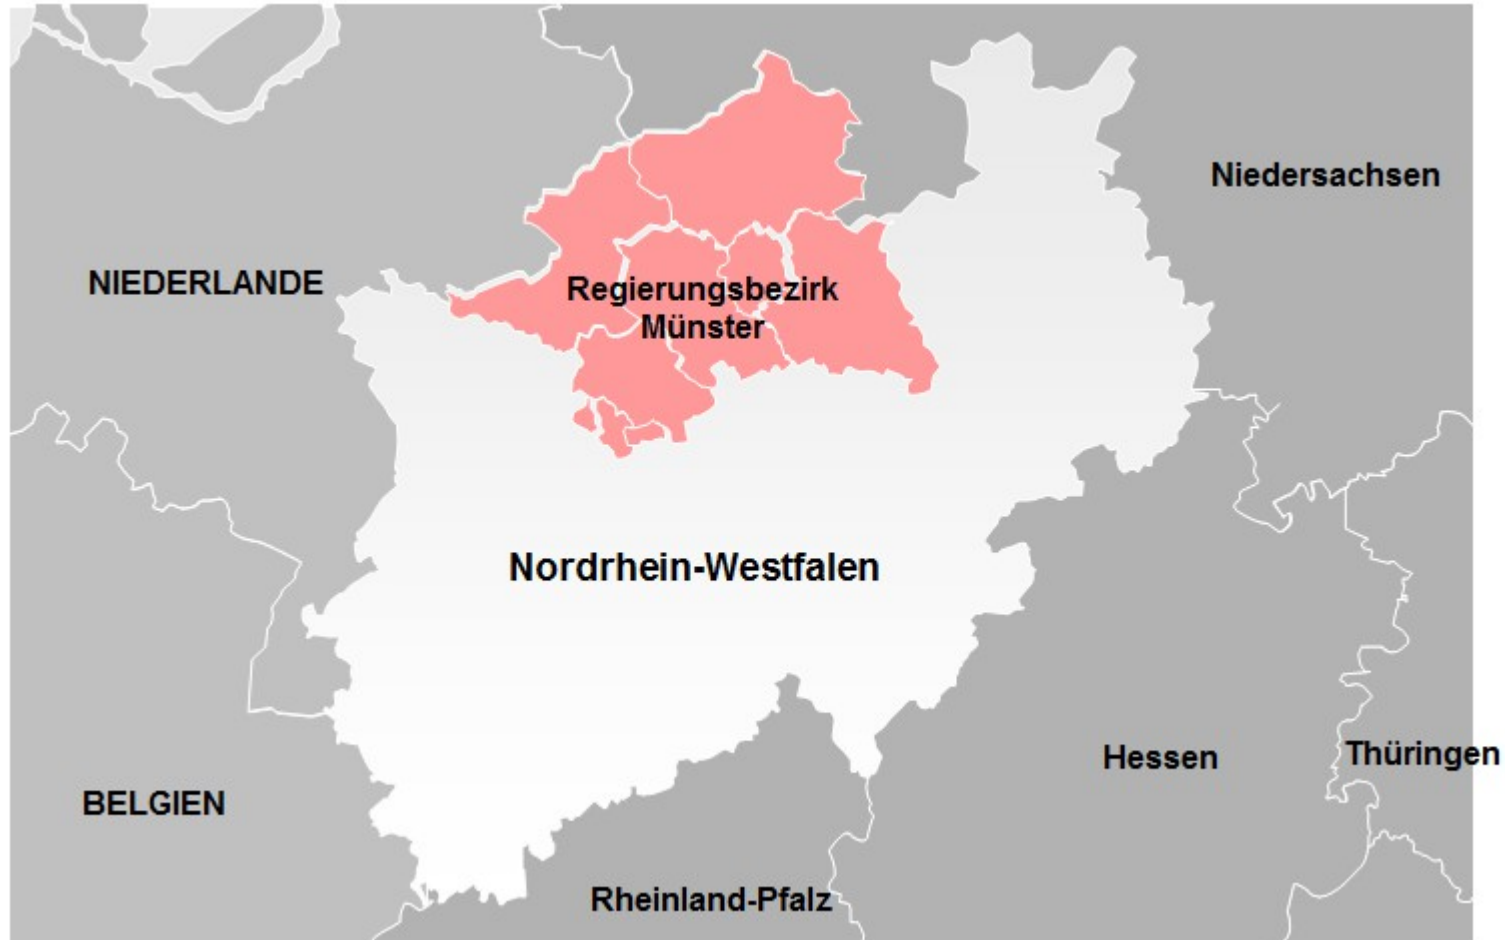 Niedersachsen
NIEDERLANDE
Regierungsbezirk
Münster
Nordrhein-Westfalen
Hessen
Thüringen
BELGIEN
Rheinland-Pfalz